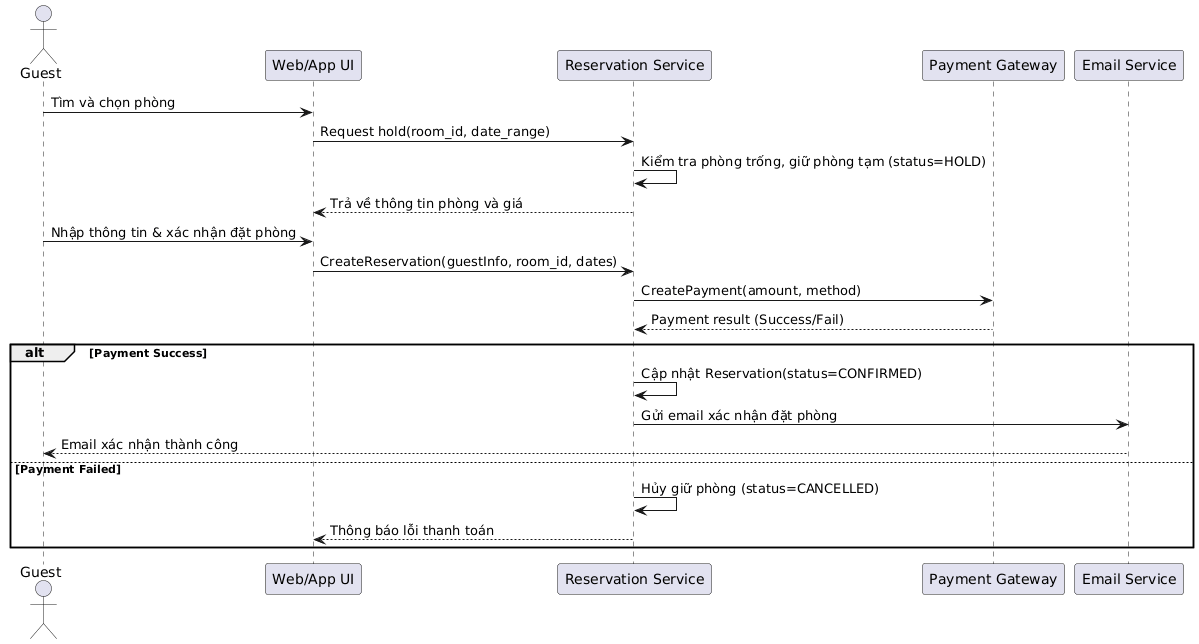 Guest
Web/App UI
Reservation Service
Payment Gateway
Email Service
Tìm và chọn phòng
Request hold(room_id, date_range)
Kiểm tra phòng trống, giữ phòng tạm (status=HOLD)
Trả về thông tin phòng và giá
Nhập thông tin & xác nhận đặt phòng
CreateReservation(guestInfo, room_id, dates)
CreatePayment(amount, method)
Payment result (Success/Fail)
alt
[Payment Success]
Cập nhật Reservation(status=CONFIRMED)
Gửi email xác nhận đặt phòng
Email xác nhận thành công
[Payment Failed]
Hủy giữ phòng (status=CANCELLED)
Thông báo lỗi thanh toán
Guest
Web/App UI
Reservation Service
Payment Gateway
Email Service